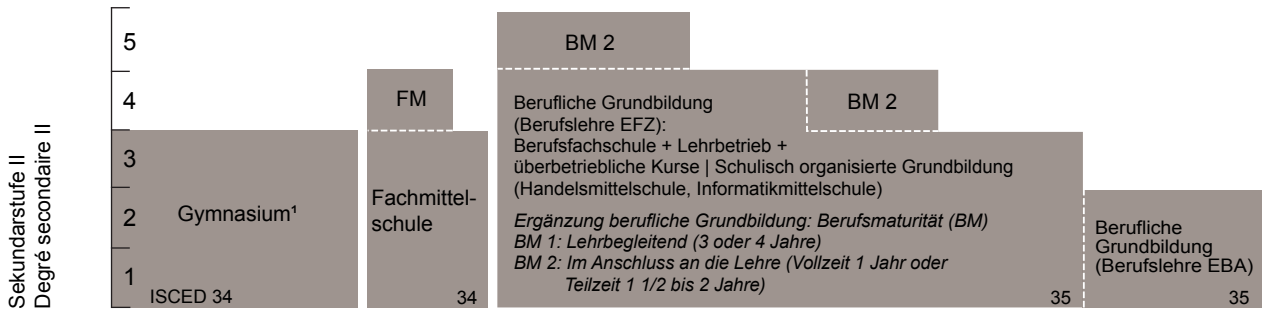 Sekundarstufe II
Degré secondaire II
5
4
3
2
1
Gymnasium¹
ISCED 34
FM
Fachmittel-
schule
34
BM 2
Berufliche Grundbildung
(Berufslehre EFZ):
Berufsfachschule + Lehrbetrieb +
überbetriebliche Kurse | Schulisch organisierte Grundbildung
(Handelsmittelschule, Informatikmittelschule)
Ergänzung berufliche Grundbildung: Berufsmaturität (BM)
BM 1: Lehrbegleitend (3 oder 4 Jahre)
BM 2: Im Anschluss an die Lehre (Vollzeit 1 Jahr oder
Teilzeit 1 1/2 bis 2 Jahre)
35
BM 2
Berufliche
Grundbildung
(Berufslehre EBA)
35